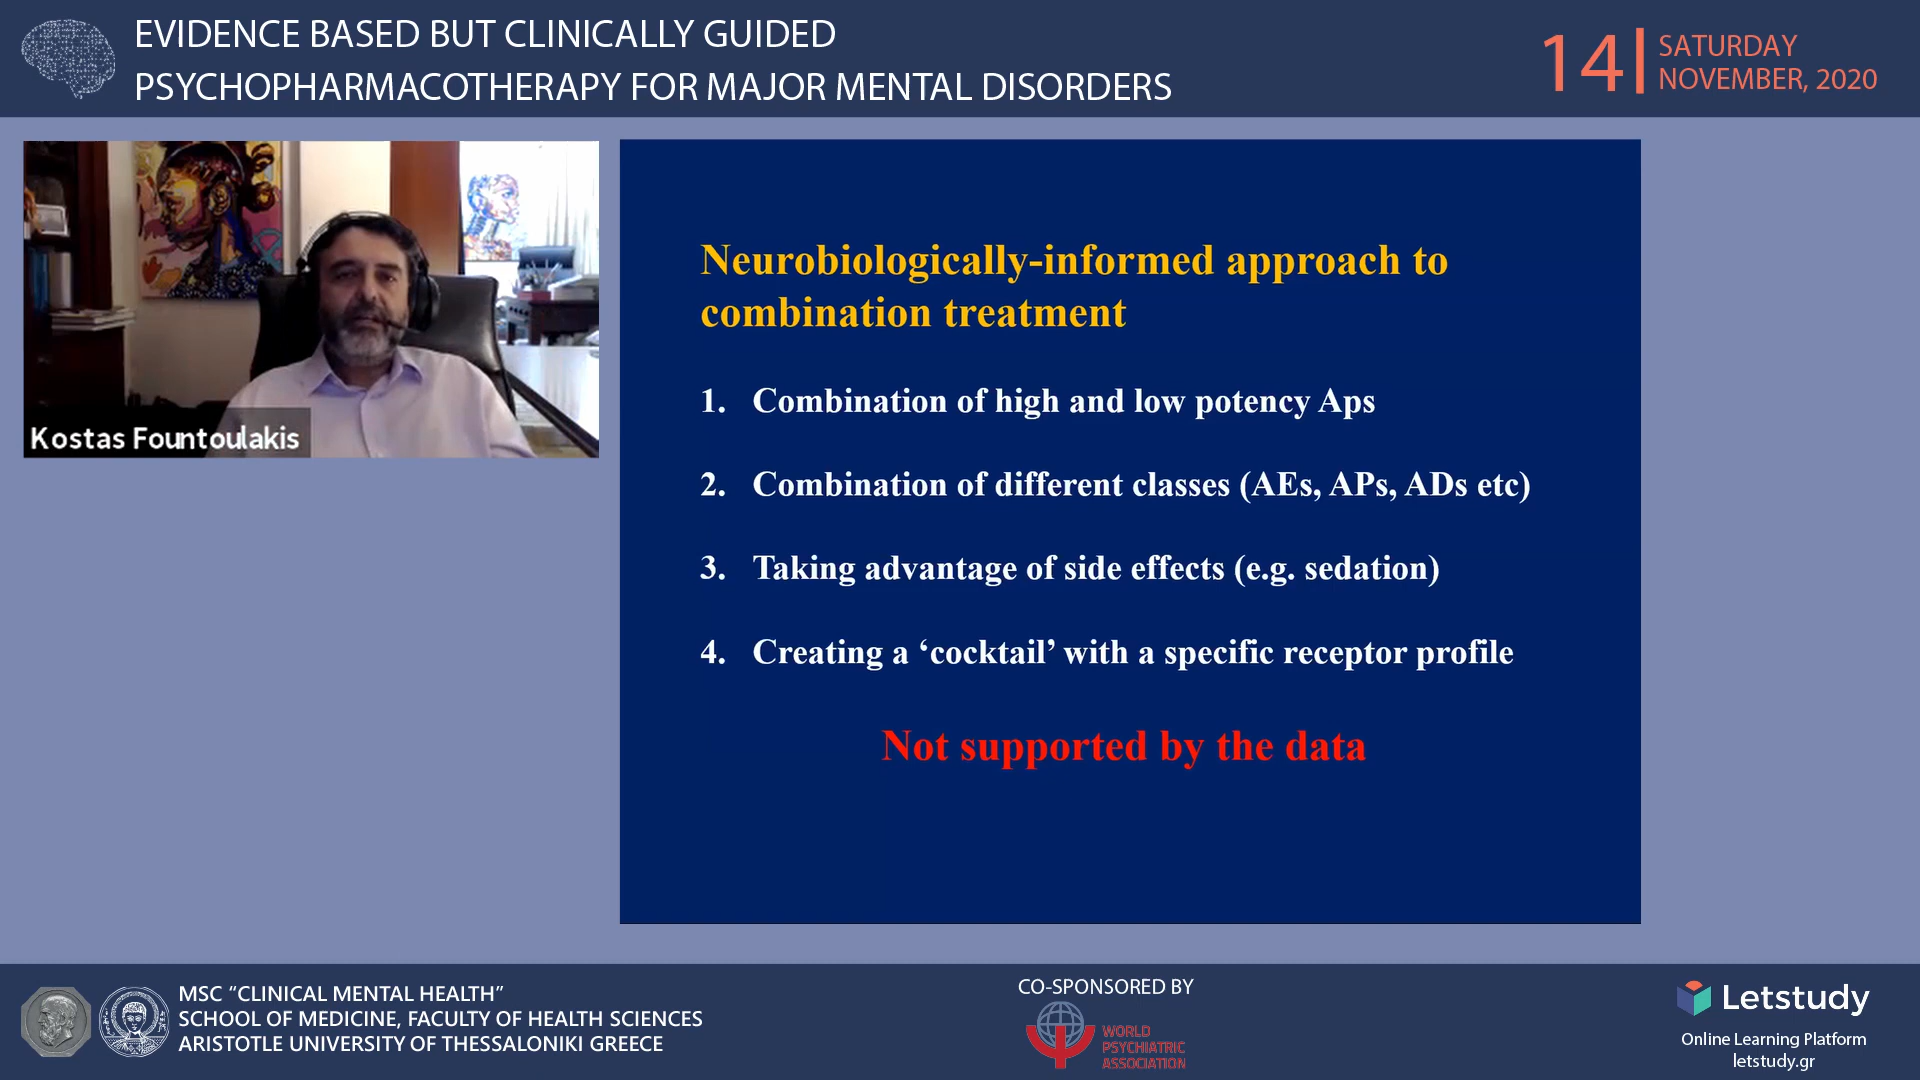 EVIDENCE BASED BUT CLINICALLY GUIDED
PSYCHOPHARMACOTHERAPY FOR MAJOR MENTAL DISORDERS
14
SATURDAY
NOVEMBER, 2020
Kostas Fountoulakis
Neurobiologically-informed approach to
combination treatment
1. Combination of high and low potency Aps
2. Combination of different classes (AEs, APs, ADs etc)
3. Taking advantage of side effects (e.g. sedation)
4. Creating a ‘cocktail’ with a specific receptor profile
Not supported by the data
MSC “CLINICAL MENTAL HEALTH”
SCHOOL OF MEDICINE, FACULTY OF HEALTH SCIENCES
ARISTOTLE UNIVERSITY OF THESSALONIKI GREECE
CO-SPONSORED BY
WORLD
PSYCHIATRIC
ASSOCIATION
Letstudy
Online Learning Platform
letstudy.gr